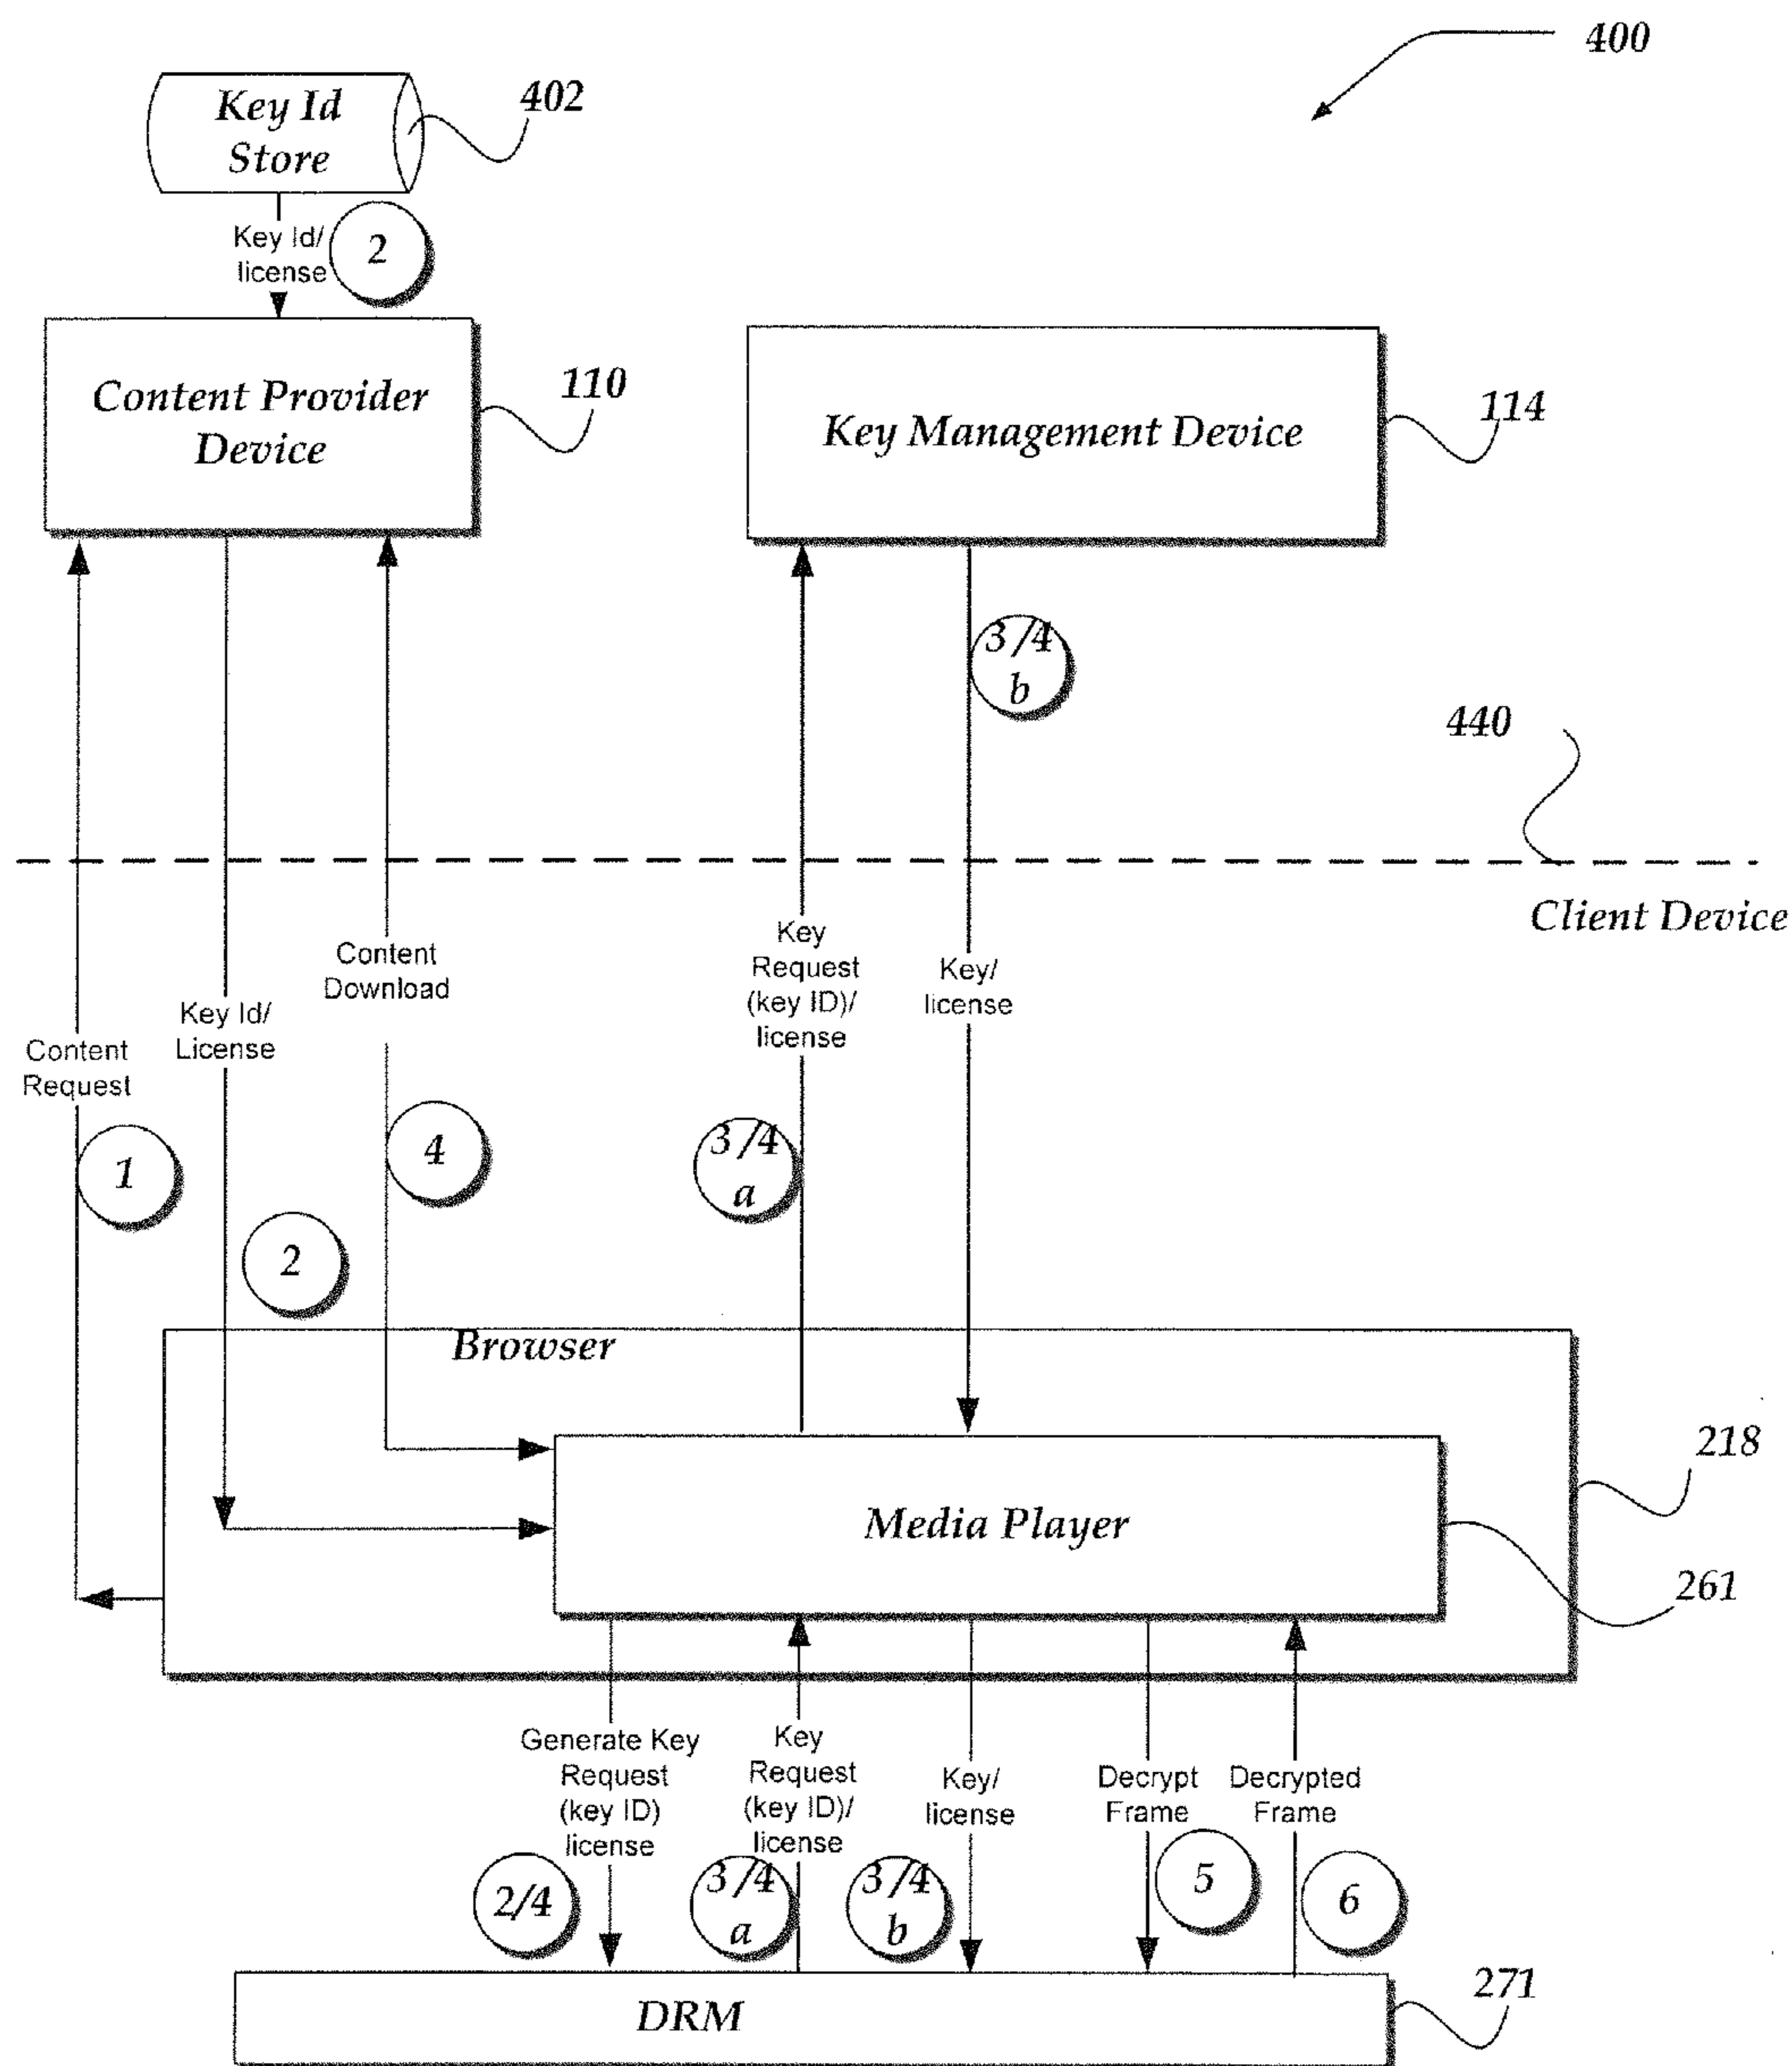 400
Key Id
Store
402
Key Id/
license
2
Content Provider
Device
110
Key Management Device
114
3/4
b
440
Client Device
Content
Request
Key Id/
License
Content
Download
Key
Request
(key ID)/
license
Key/
license
1
2
4
3/4
a
Browser
218
Media Player
261
Generate Key
Request
(key ID)
license
Key
Request
(key ID)/
license
Key/
license
Decrypt
Frame
Decrypted
Frame
2/4
3/4
a
3/4
b
5
6
DRM
271